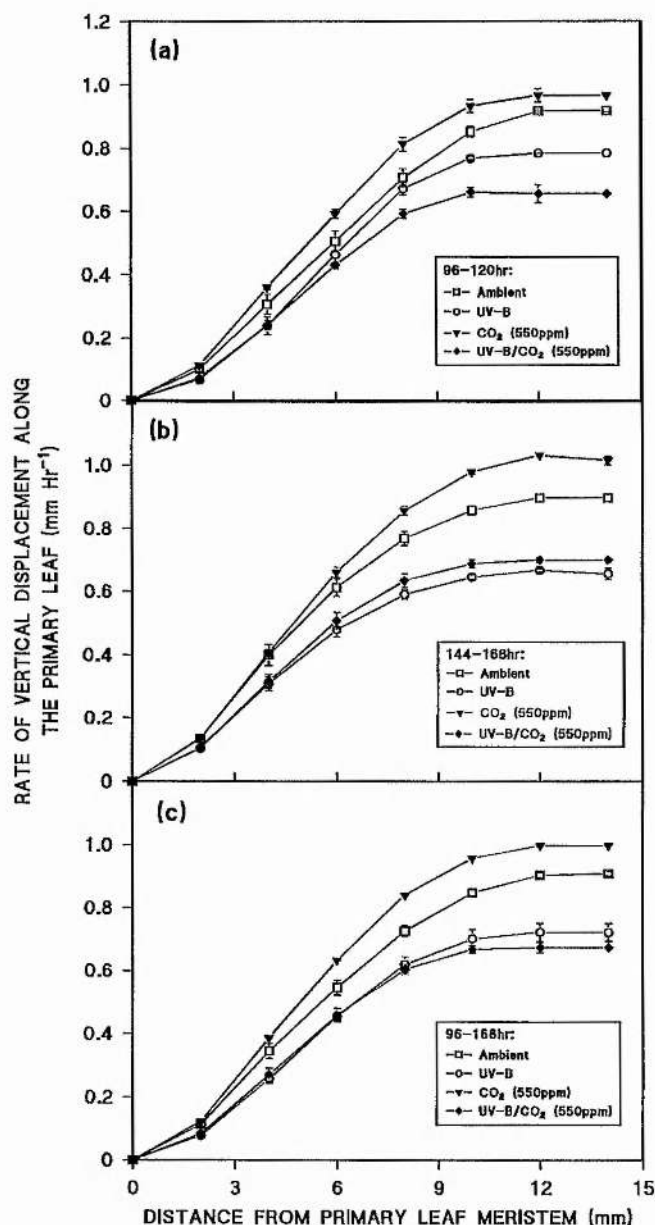 RATE OF VERTICAL DISPLACEMENT ALONG
THE PRIMARY LEAF (mm Hr⁻¹)
(a)
1.2
1.0
0.8
0.6
0.4
0.2
0
96-120hr:
Ambient
UV-B
CO₂ (550ppm)
UV-B/CO₂ (550ppm)
(b)
1.0
0.8
0.6
0.4
0.2
0
144-168hr:
Ambient
UV-B
CO₂ (550ppm)
UV-B/CO₂ (550ppm)
(c)
1.0
0.8
0.6
0.4
0.2
0
96-168hr:
Ambient
UV-B
CO₂ (550ppm)
UV-B/CO₂ (550ppm)
0 3 6 9 12 15
DISTANCE FROM PRIMARY LEAF MERISTEM (mm)